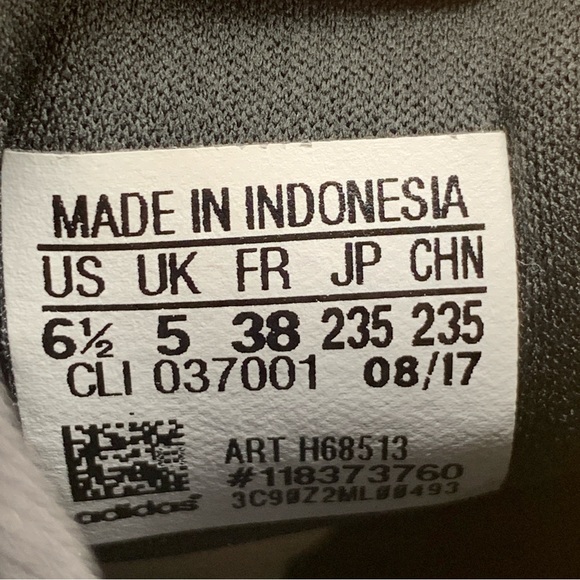 MADE IN INDONESIA
US UK FR JP CHN
6½ 5 38 235 235
CLI 037001 08/17
ART H68513
#118373760
3C90Z2ML00493
adidas